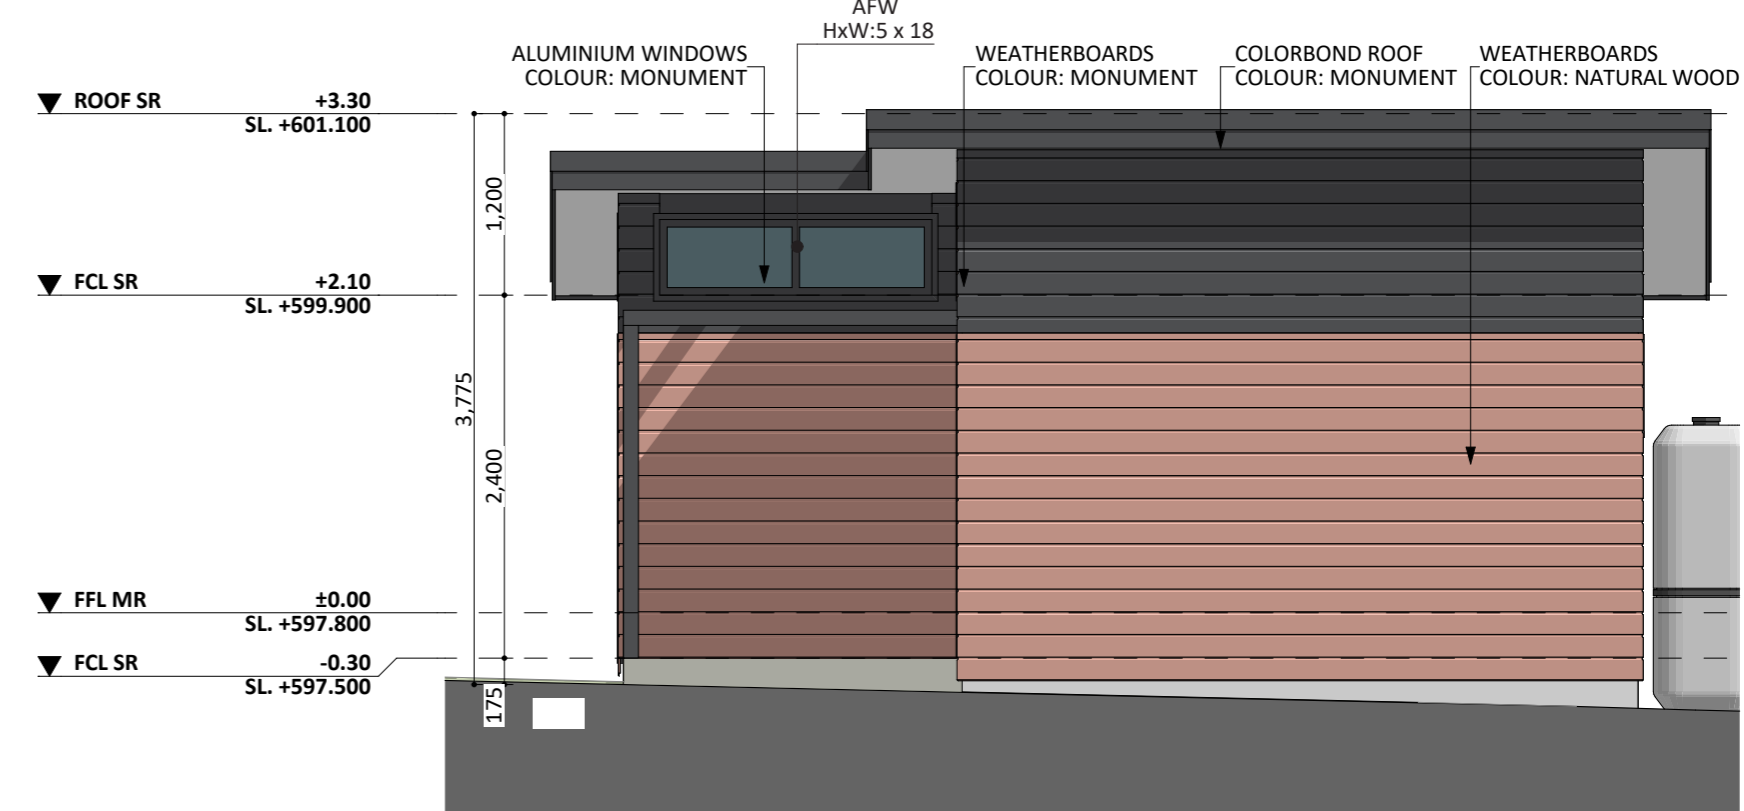 AFW
HxW:5 x 18
ALUMINIUM WINDOWS
COLOUR: MONUMENT
WEATHERBOARDS
COLOUR: MONUMENT
COLORBOND ROOF
COLOUR: MONUMENT
WEATHERBOARDS
COLOUR: NATURAL WOOD
ROOF SR +3.30
SL. +601.100
1,200
FCL SR +2.10
SL. +599.900
3,775
2,400
FFL MR ±0.00
SL. +597.800
FCL SR -0.30
SL. +597.500
175